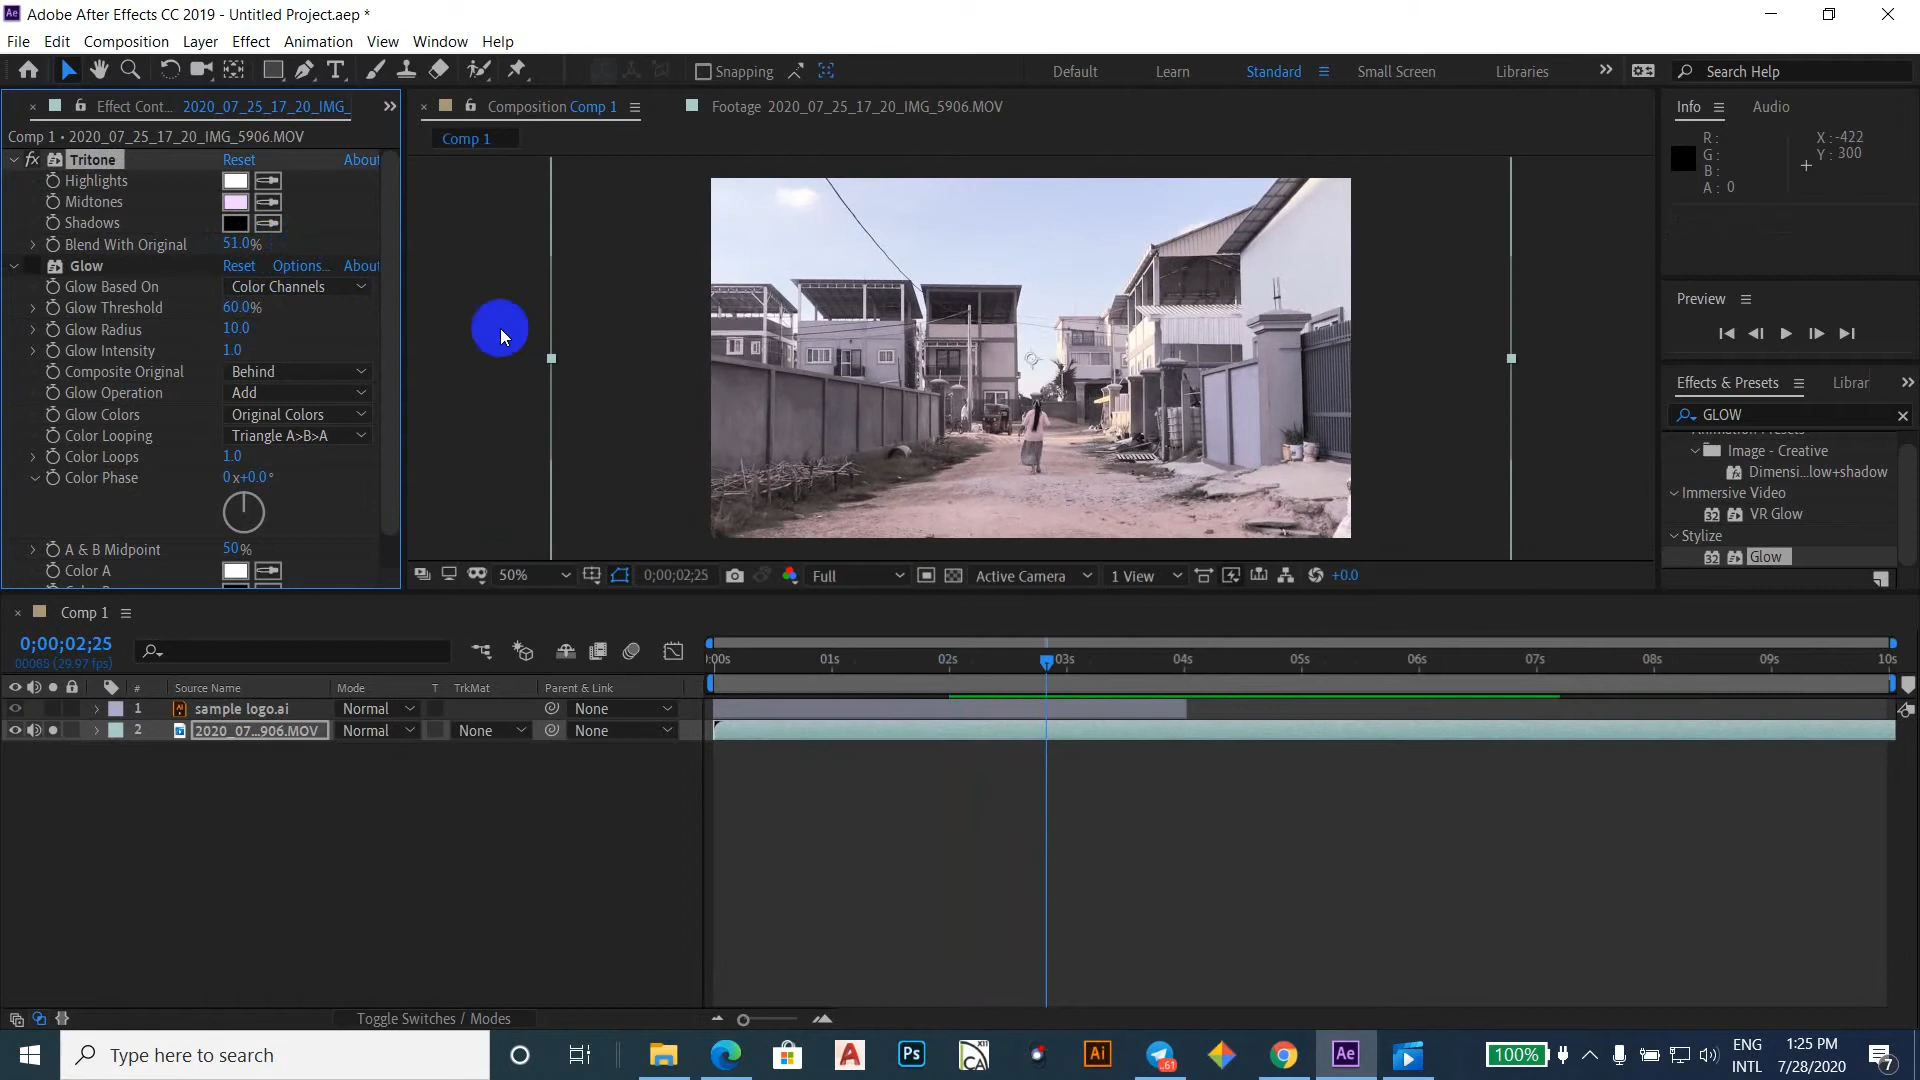 Adobe After Effects CC 2019 - Untitled Project.aep *
File Edit Composition Layer Effect Animation View Window Help
Snapping Default Learn Standard Small Screen Libraries Search Help
Effect Cont... 2020_07_25_17_20_IMG_
Composition Comp 1 Footage 2020_07_25_17_20_IMG_5906.MOV
Info Audio
Comp 1 • 2020_07_25_17_20_IMG_5906.MOV
Comp 1
Tritone Reset About
Highlights
Midtones
Shadows
Blend With Original 51.0%
Glow Reset Options... About
Glow Based On Color Channels
Glow Threshold 60.0%
Glow Radius 10.0
Glow Intensity 1.0
Composite Original Behind
Glow Operation Add
Glow Colors Original Colors
Color Looping Triangle A>B>A
Color Loops 1.0
Color Phase 0x+0.0°
A & B Midpoint 50%
Color A
50% 0;00;02;25 Full Active Camera 1 View +0.0
R :
G :
B :
A : 0
X : -422
Y : 300
Preview
Effects & Presets Librar
GLOW
Image - Creative
Dimensi...low+shadow
Immersive Video
32 VR Glow
Stylize
32 Glow
Comp 1
0;00;02;25
00088 (29.97 fps)
:00s 01s 02s 03s 04s 05s 06s 07s 08s 09s 10s
# Source Name Mode T TrkMat Parent & Link
1 sample logo.ai Normal None
2 2020_07...906.MOV Normal None None
Toggle Switches / Modes
Type here to search
Ps
Ai
.61
Ae
100%
ENG
INTL
1:25 PM
7/28/2020
7